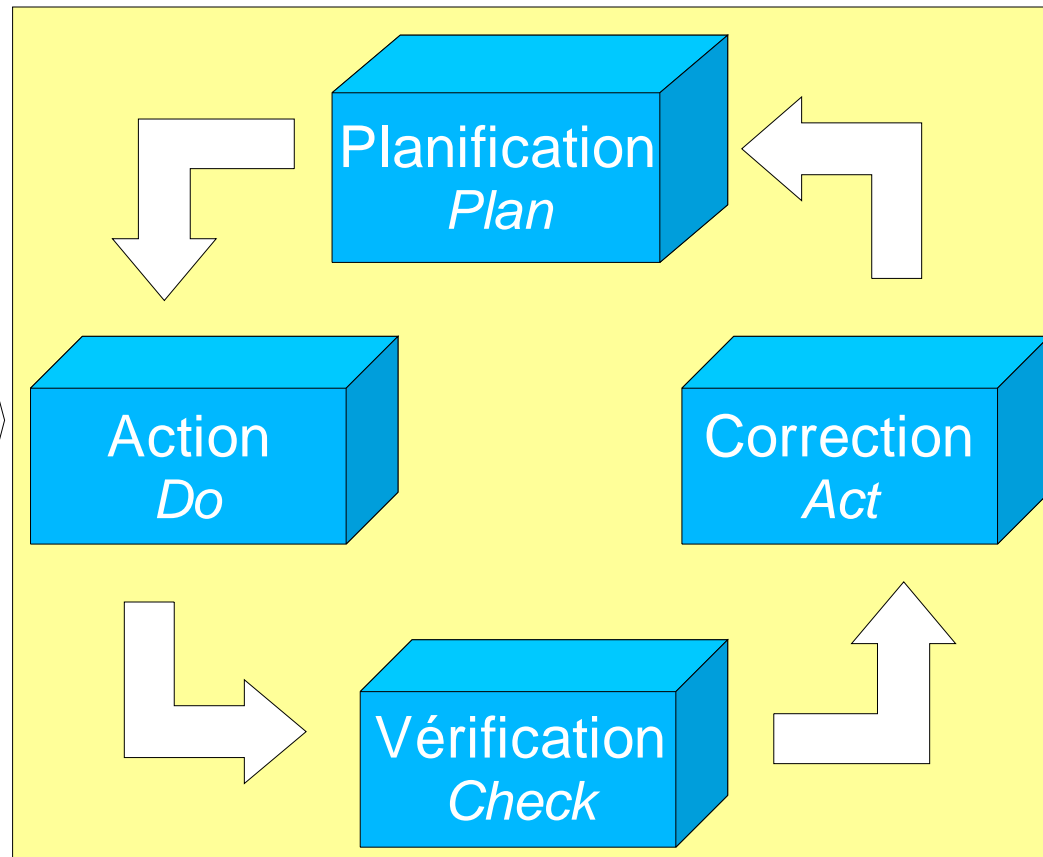 Planification
Plan
Action
Do
Correction
Act
Vérification
Check